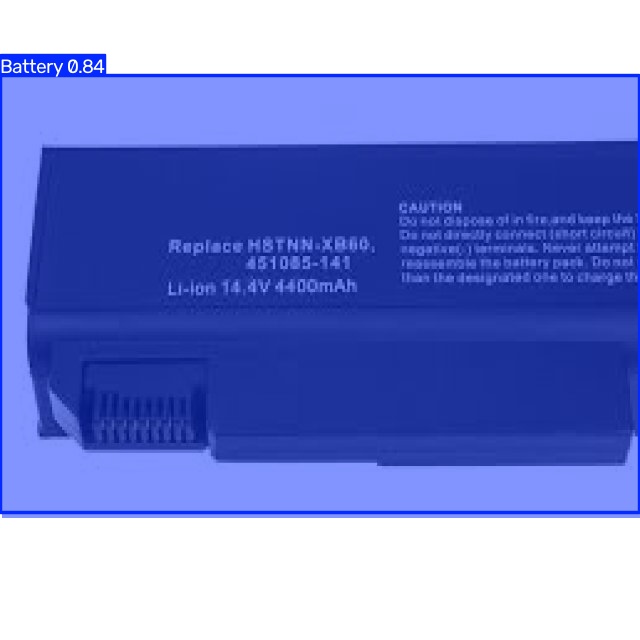 Battery 0.84
CAUTION
Do not dispose of in fire,and keep the
Do not directly connect (short circuit)
negative(-) terminals. Never attempt
reassemble the battery pack. Do not
than the designated one to charge th
Replace HSTNN-XB60,
451085-141
Li-ion 14.4V 4400mAh